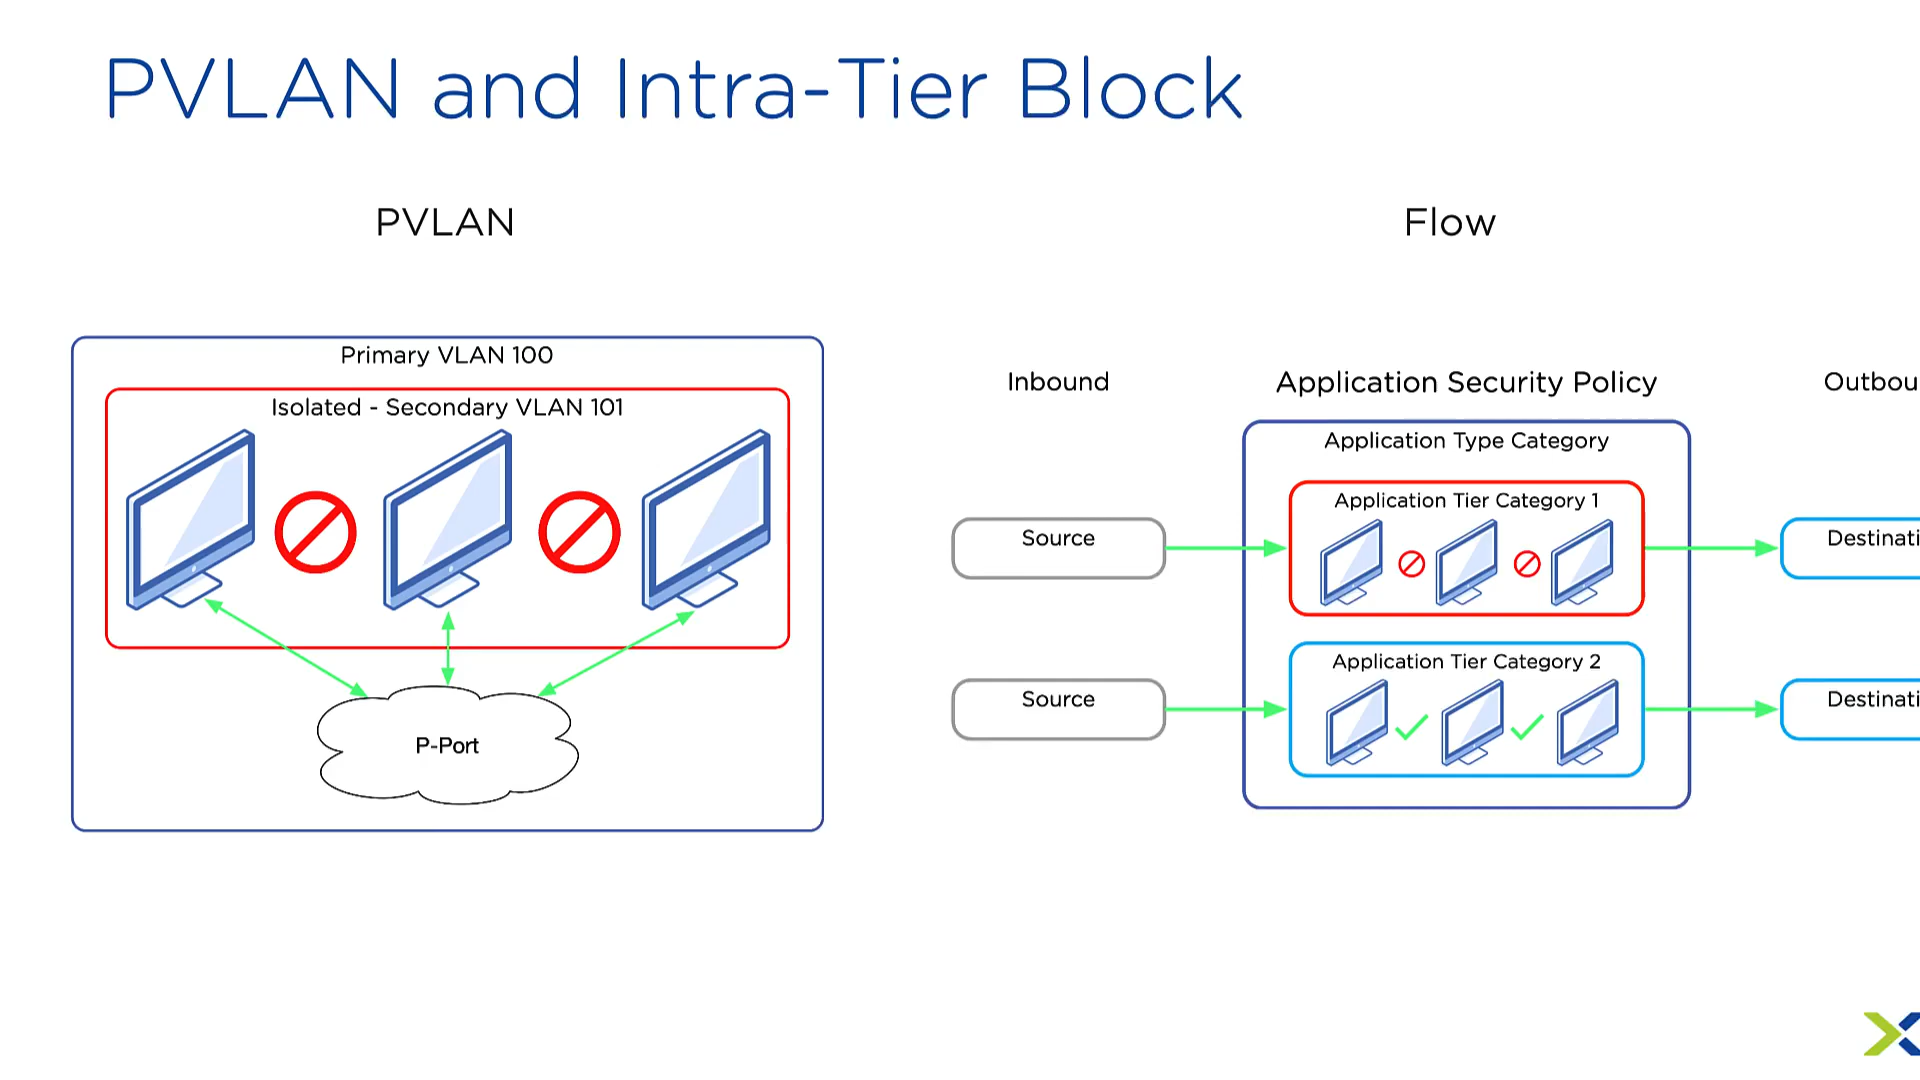 PVLAN and Intra-Tier Block
PVLAN
Primary VLAN 100
Isolated - Secondary VLAN 101
P-Port
Flow
Inbound
Application Security Policy
Outbou
Application Type Category
Application Tier Category 1
Source
Destinati
Application Tier Category 2
Source
Destinati